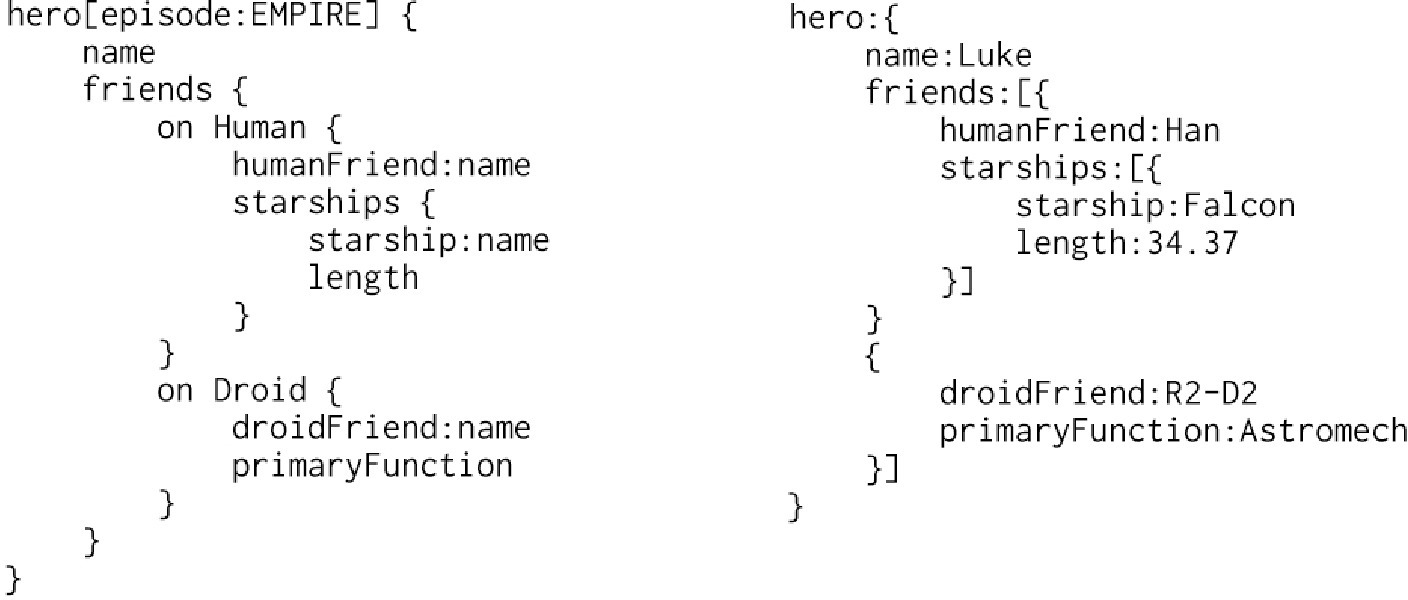 hero[episode:EMPIRE] {
    name
    friends {
        on Human {
            humanFriend:name
            starships {
                starship:name
                length
            }
        }
        on Droid {
            droidFriend:name
            primaryFunction
        }
    }
}
hero:{
    name:Luke
    friends:[{
        humanFriend:Han
        starships:[{
            starship:Falcon
            length:34.37
        }]
    }
    {
        droidFriend:R2-D2
        primaryFunction:Astromech
    }]
}